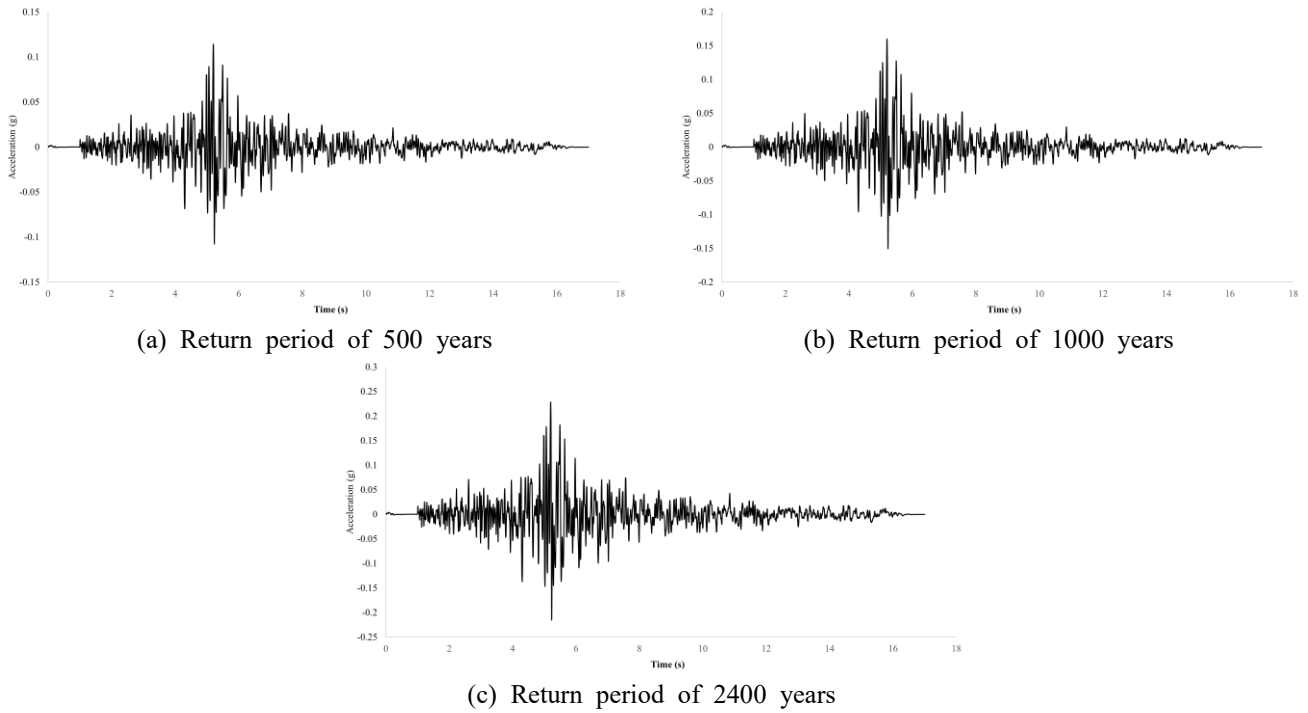 0.15
0.1
0.05
0
-0.05
-0.1
-0.15
Acceleration (g)
0 2 4 6 8 10 12 14 16 18
Time (s)
(a) Return period of 500 years
0.2
0.15
0.1
0.05
0
-0.05
-0.1
-0.15
-0.2
Acceleration (g)
0 2 4 6 8 10 12 14 16 18
Time (s)
(b) Return period of 1000 years
0.3
0.25
0.2
0.15
0.1
0.05
0
-0.05
-0.1
-0.15
-0.2
-0.25
Acceleration (g)
0 2 4 6 8 10 12 14 16 18
Time (s)
(c) Return period of 2400 years